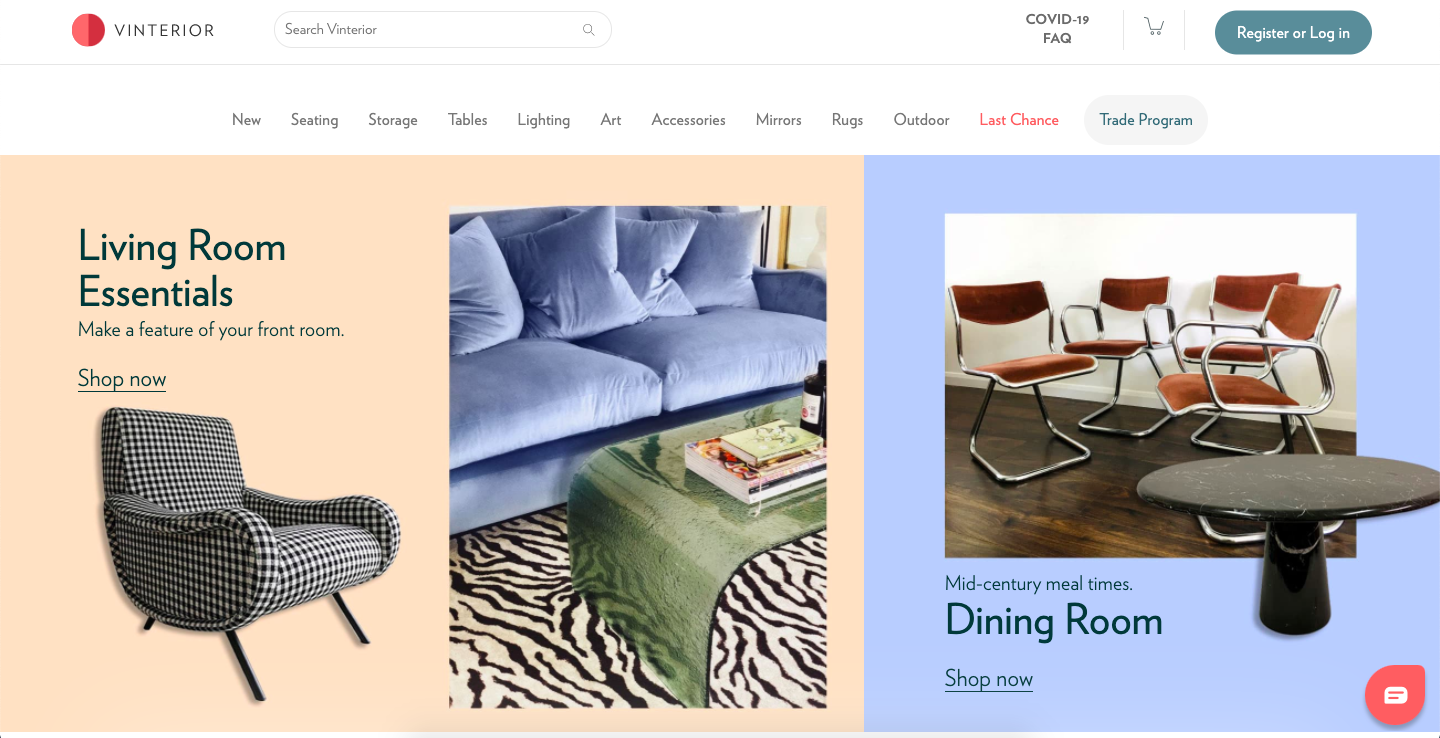 VINTERIOR
Search Vinterior
COVID-19
FAQ
Register or Log in
New Seating Storage Tables Lighting Art Accessories Mirrors Rugs Outdoor Last Chance Trade Program
Living Room
Essentials
Make a feature of your front room.
Shop now
Mid-century meal times.
Dining Room
Shop now